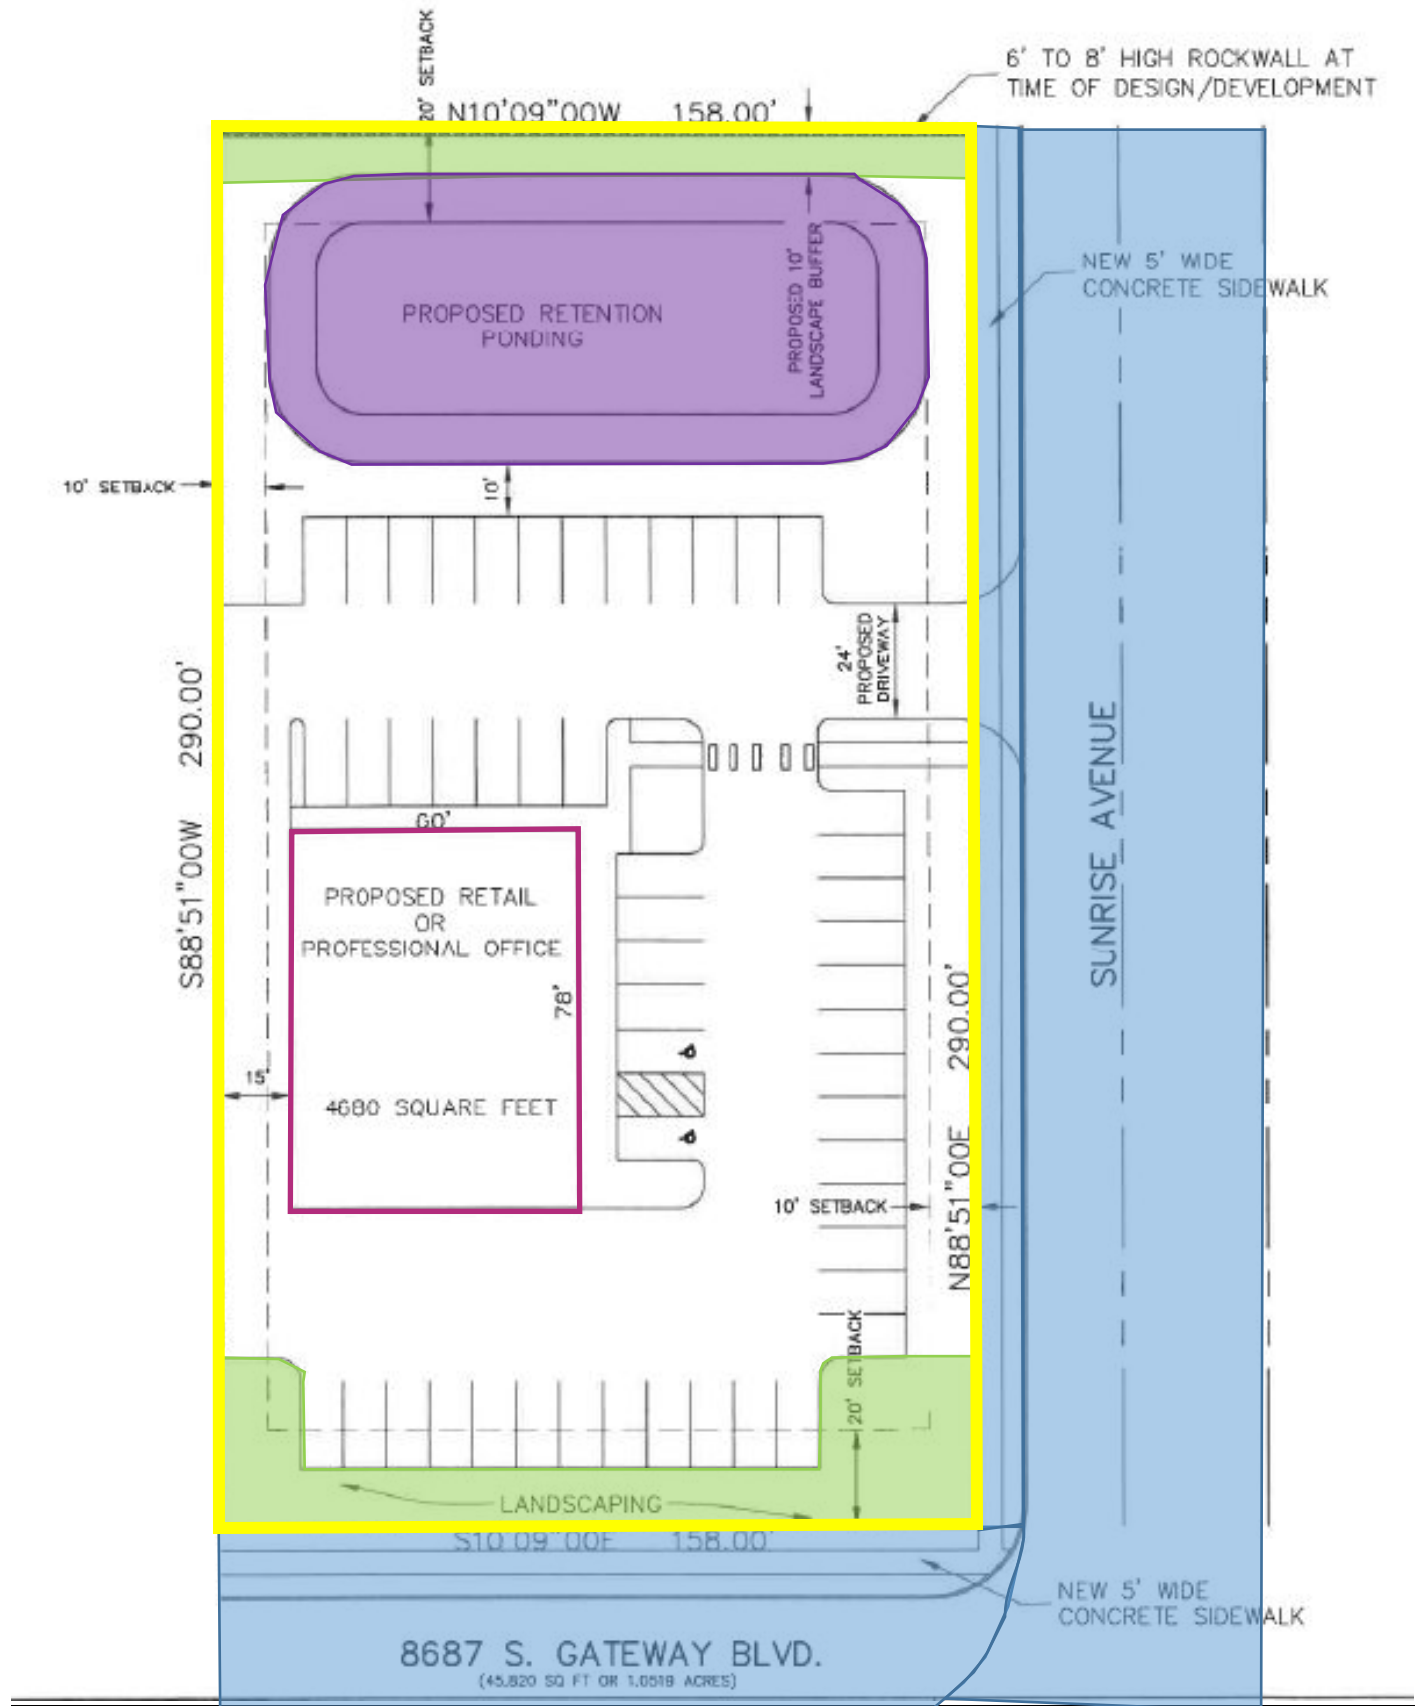 20' SETBACK
6' TO 8' HIGH ROCKWALL AT
TIME OF DESIGN/DEVELOPMENT
N10'09"00W 158.00'
NEW 5' WIDE
CONCRETE SIDEWALK
PROPOSED RETENTION
PONDING
PROPOSED 10'
LANDSCAPE BUFFER
10' SETBACK
10'
24'
PROPOSED
DRIVEWAY
S88'51"00W 290.00'
60'
PROPOSED RETAIL
OR
PROFESSIONAL OFFICE
78'
4680 SQUARE FEET
15'
SUNRISE AVENUE
N88'51"00E 290.00'
10' SETBACK
20' SETBACK
LANDSCAPING
S10'09"00E 158.00'
NEW 5' WIDE
CONCRETE SIDEWALK
8687 S. GATEWAY BLVD.
(45,820 SQ FT OR 1.0519 ACRES)